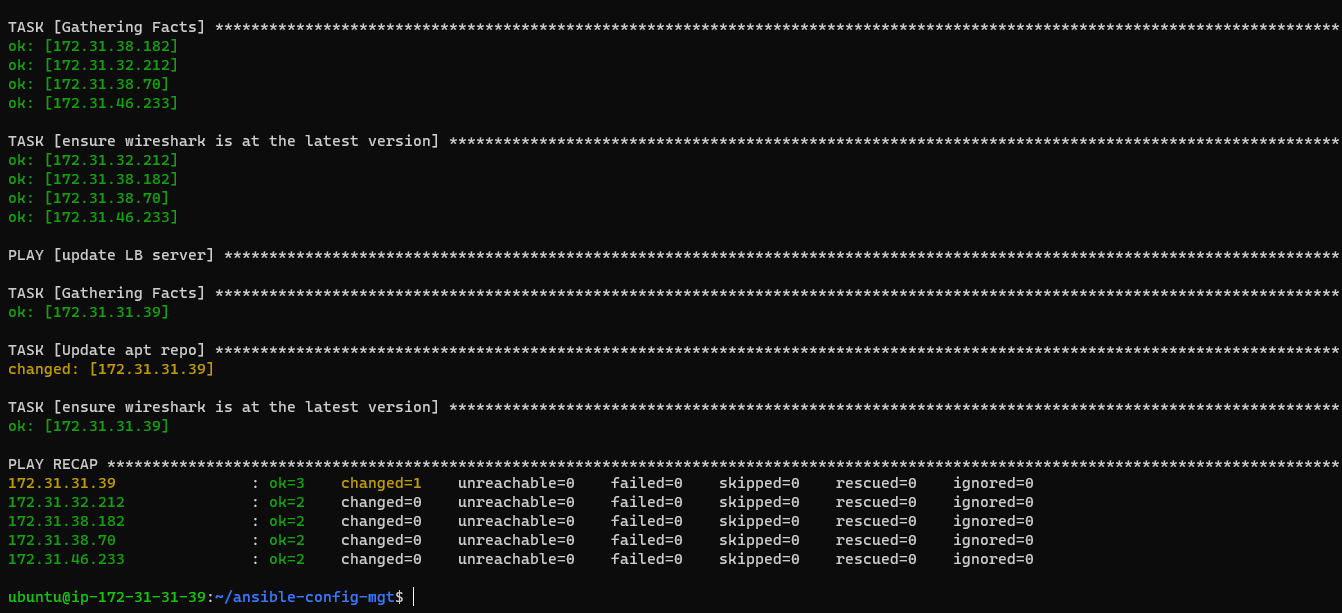 TASK [Gathering Facts] *****************************************************************************************************************************
ok: [172.31.38.182]
ok: [172.31.32.212]
ok: [172.31.38.70]
ok: [172.31.46.233]
TASK [ensure wireshark is at the latest version] ***************************************************************************************************
ok: [172.31.32.212]
ok: [172.31.38.182]
ok: [172.31.38.70]
ok: [172.31.46.233]
PLAY [update LB server] ****************************************************************************************************************************
TASK [Gathering Facts] *****************************************************************************************************************************
ok: [172.31.31.39]
TASK [Update apt repo] *****************************************************************************************************************************
changed: [172.31.31.39]
TASK [ensure wireshark is at the latest version] ***************************************************************************************************
ok: [172.31.31.39]
PLAY RECAP *****************************************************************************************************************************************
172.31.31.39               : ok=3    changed=1    unreachable=0    failed=0    skipped=0    rescued=0    ignored=0
172.31.32.212              : ok=2    changed=0    unreachable=0    failed=0    skipped=0    rescued=0    ignored=0
172.31.38.182              : ok=2    changed=0    unreachable=0    failed=0    skipped=0    rescued=0    ignored=0
172.31.38.70               : ok=2    changed=0    unreachable=0    failed=0    skipped=0    rescued=0    ignored=0
172.31.46.233              : ok=2    changed=0    unreachable=0    failed=0    skipped=0    rescued=0    ignored=0
ubuntu@ip-172-31-31-39:~/ansible-config-mgt$